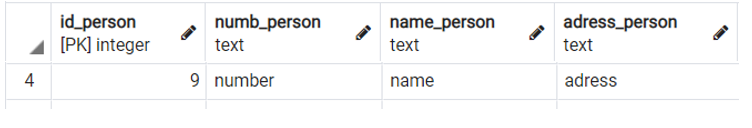 id_person numb_person name_person adress_person
[PK] integer text text text
4 9 number name adress